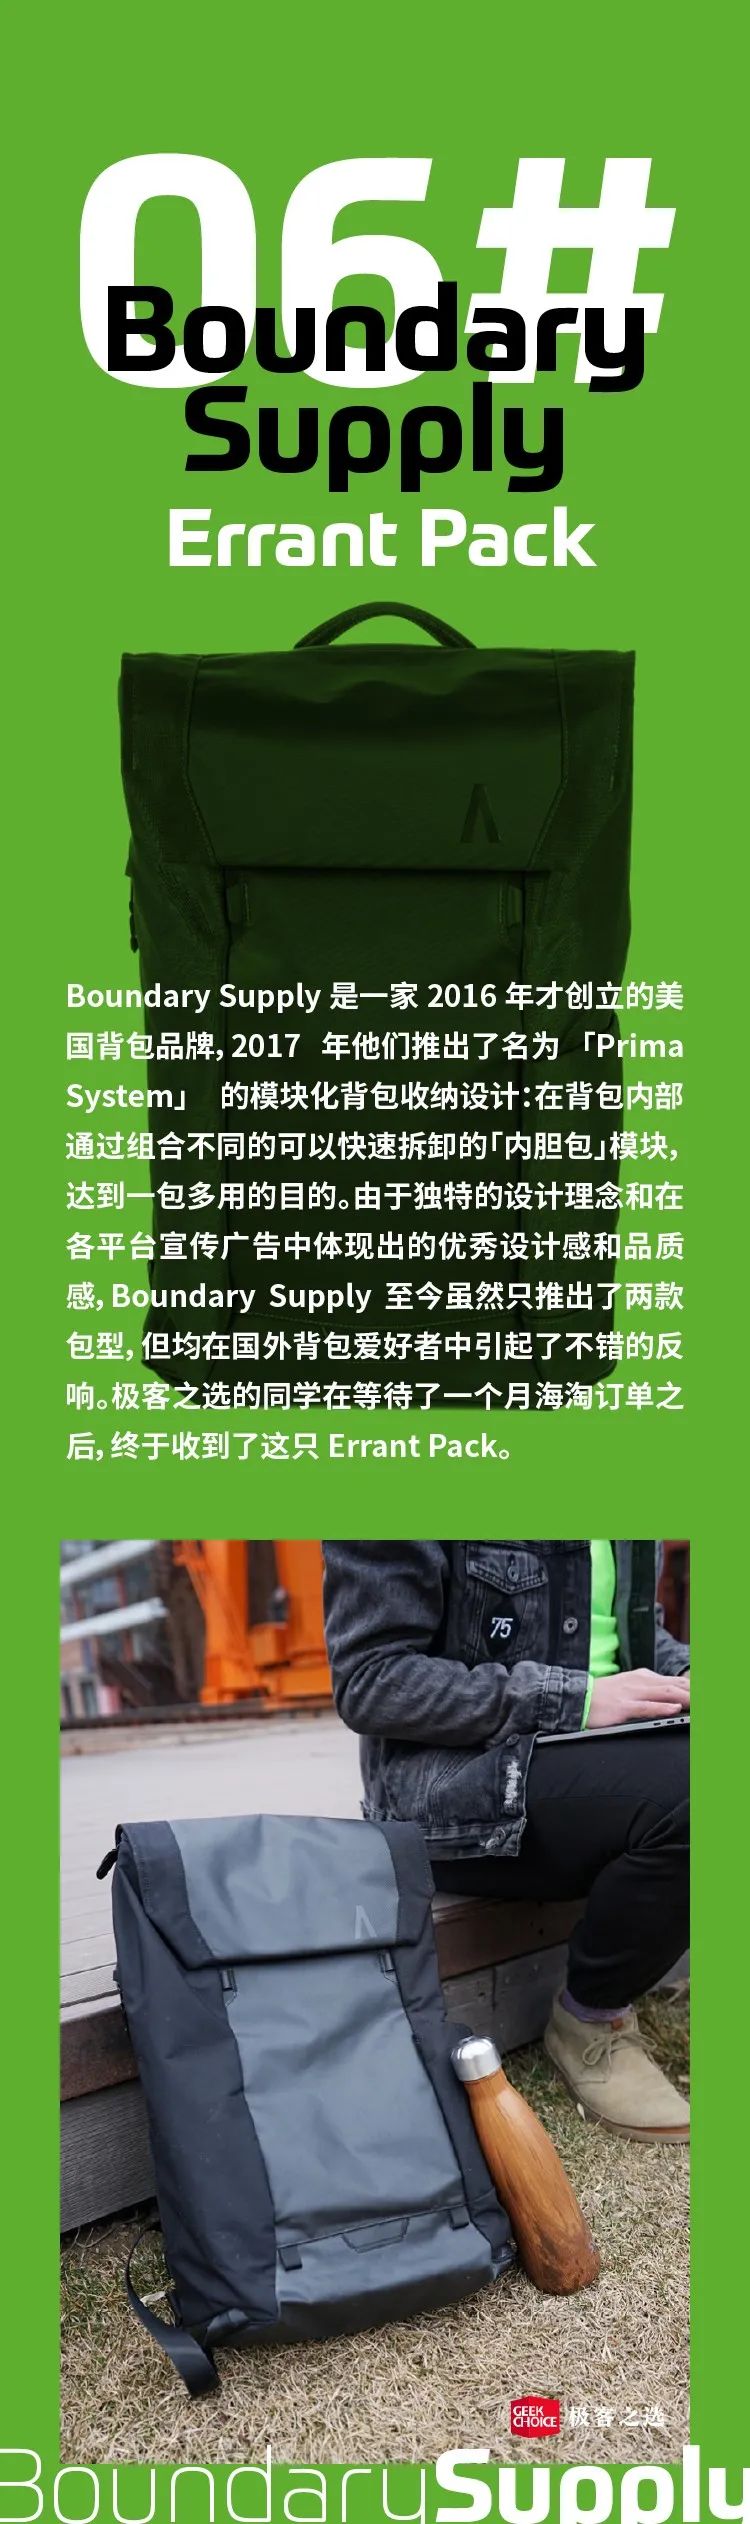 06#
Boundary
Supply
Errant Pack
Boundary Supply 是一家 2016 年才创立的美
国背包品牌，2017 年他们推出了名为「Prima
System」 的模块化背包收纳设计：在背包内部
通过组合不同的可以快速拆卸的「内胆包」模块，
达到一包多用的目的。由于独特的设计理念和在
各平台宣传广告中体现出的优秀设计感和品质
感，Boundary Supply 至今虽然只推出了两款
包型，但均在国外背包爱好者中引起了不错的反
响。极客之选的同学在等待了一个月海淘订单之
后，终于收到了这只 Errant Pack。
75
GEEK
CHOICE 极客之选
BoundarySupply